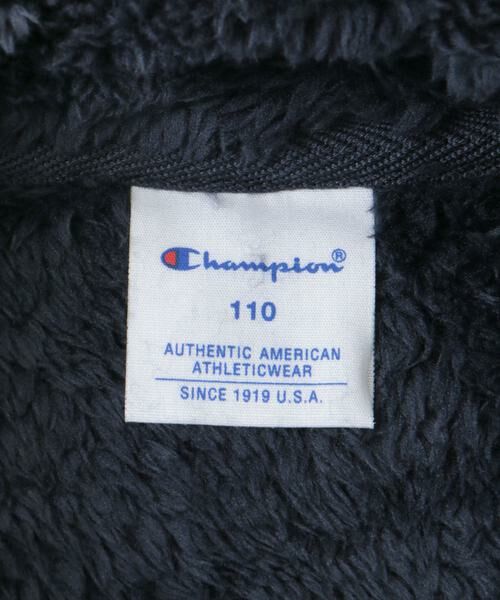 Champion®
110
AUTHENTIC AMERICAN
ATHLETICWEAR
SINCE 1919 U.S.A.